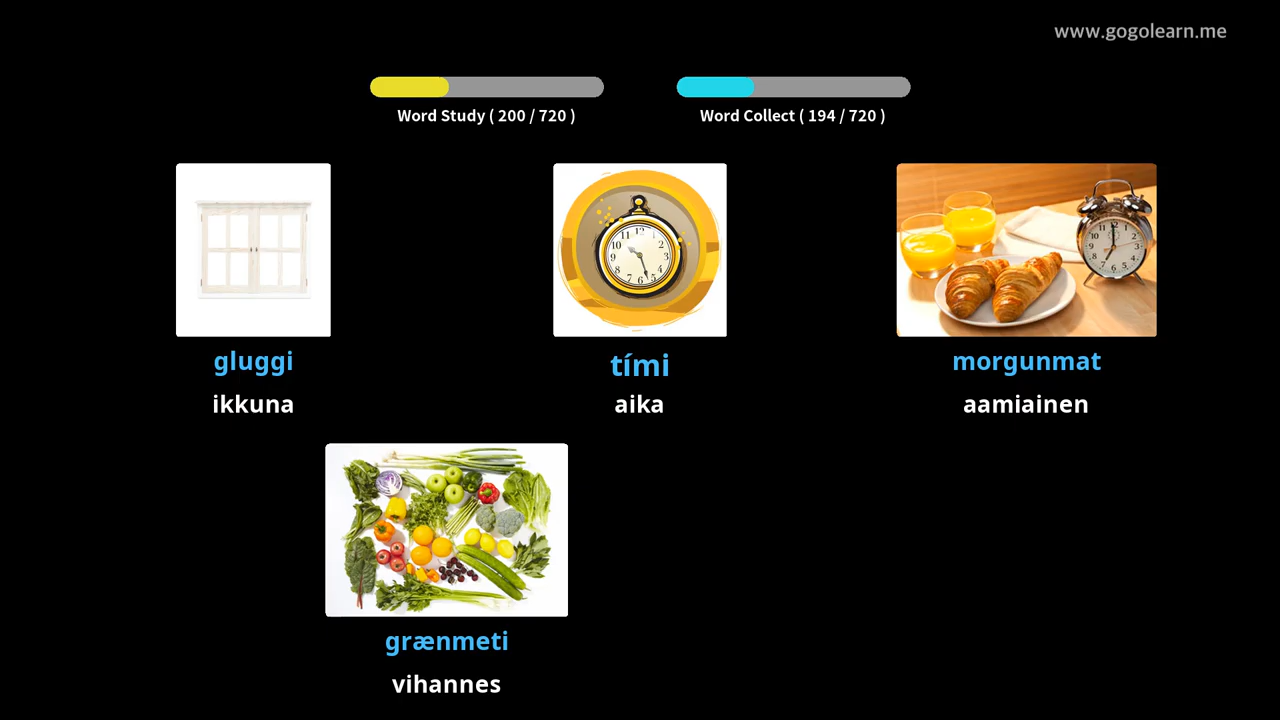 www.gogolearn.me
Word Study ( 200 / 720 )
Word Collect ( 194 / 720 )
gluggi
ikkuna
tími
aika
morgunmat
aamiainen
grænmeti
vihannes